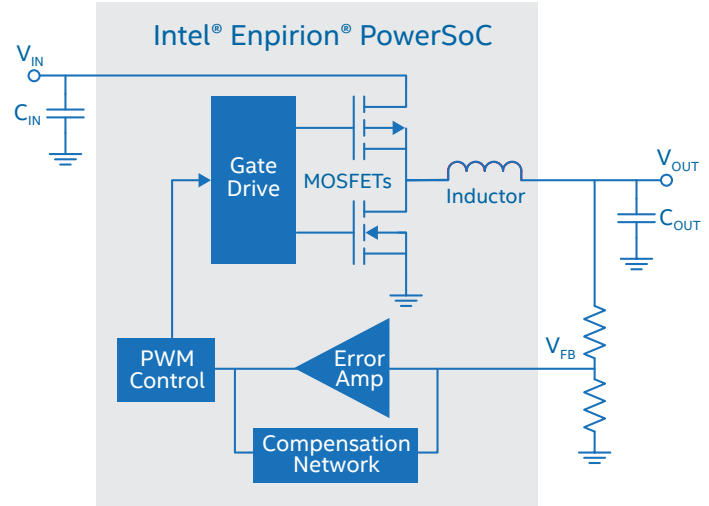 Intel® Enpirion® PowerSoC
VIN
CIN
Gate
Drive
MOSFETs
Inductor
VOUT
COUT
PWM
Control
Error
Amp
VFB
Compensation
Network